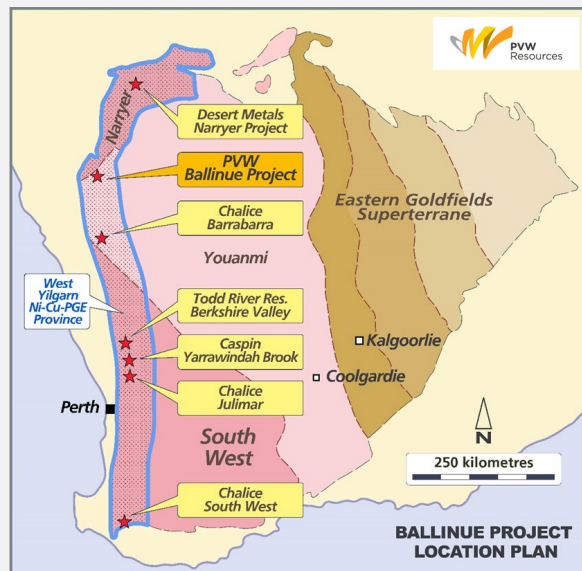 PVW
Resources
Narryer
Desert Metals
Narryer Project
PVW
Ballinue Project
Eastern Goldfields
Superterrane
Chalice
Barrabarra
Youanmi
West
Yilgarn
Ni-Cu-PGE
Province
Todd River Res.
Berkshire Valley
Kalgoorlie
Caspin
Yarrawindah Brook
Coolgardie
Chalice
Julimar
Perth
South
West
N
250 kilometres
Chalice
South West
BALLINUE PROJECT
LOCATION PLAN